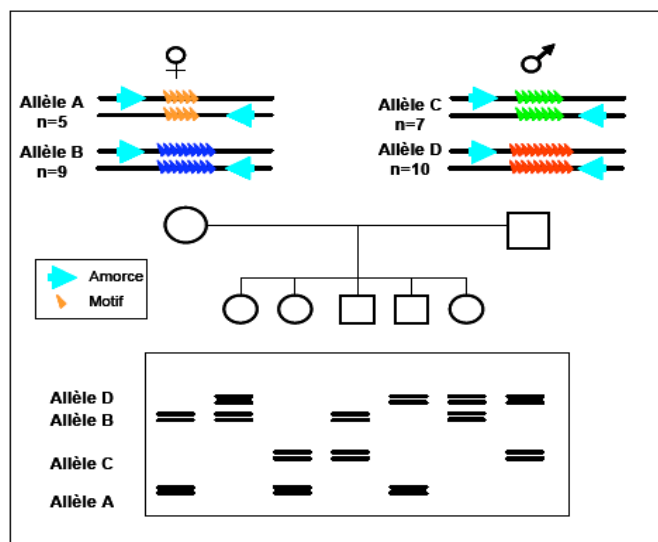 Allèle A
n=5
Allèle B
n=9
Allèle C
n=7
Allèle D
n=10
Amorce
Motif
Allèle D
Allèle B
Allèle C
Allèle A